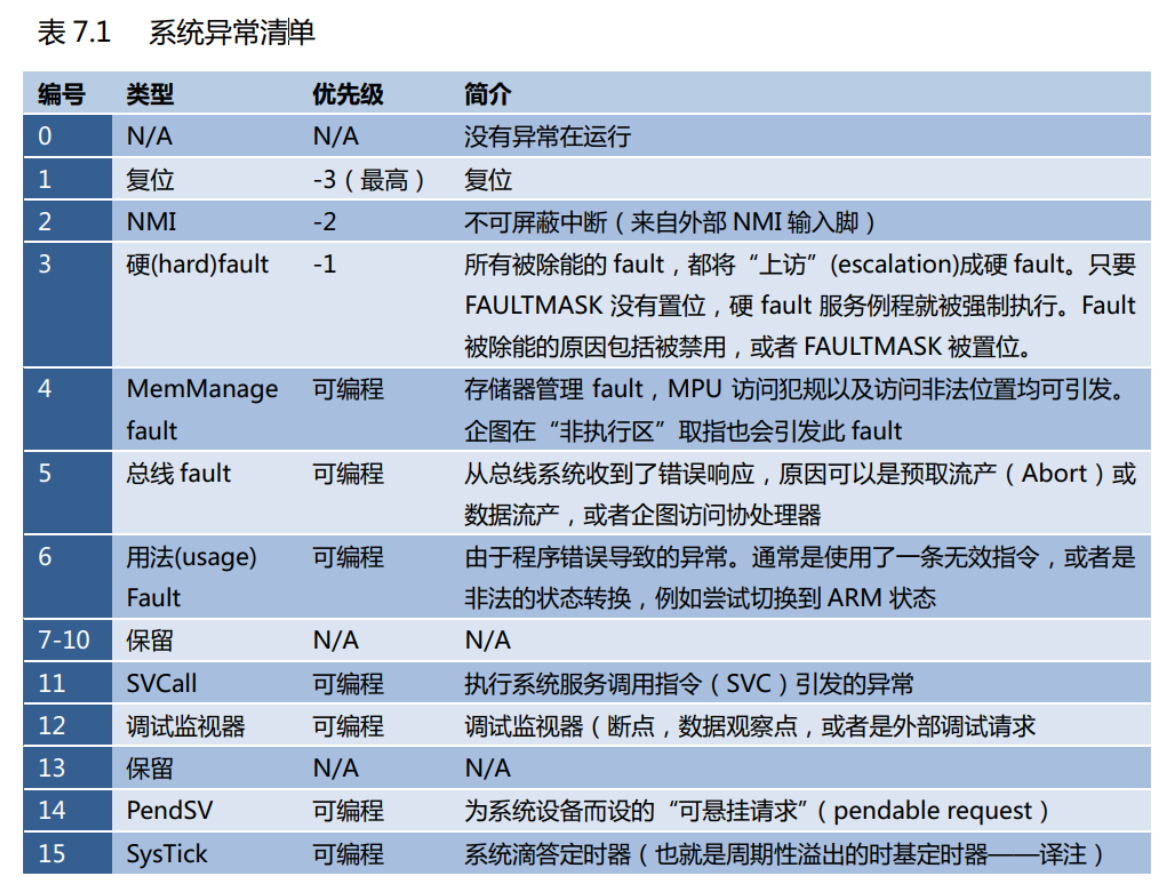 表 7.1 系统异常清单
编号 类型 优先级 简介
0 N/A N/A 没有异常在运行
1 复位 -3（最高） 复位
2 NMI -2 不可屏蔽中断（来自外部 NMI 输入脚）
3 硬(hard)fault -1 所有被除能的 fault，都将“上访”(escalation)成硬 fault。只要
FAULTMASK 没有置位，硬 fault 服务例程就被强制执行。Fault
被除能的原因包括被禁用，或者 FAULTMASK 被置位。
4 MemManage 可编程 存储器管理 fault，MPU 访问犯规以及访问非法位置均可引发。
fault 企图在“非执行区”取指也会引发此 fault
5 总线 fault 可编程 从总线系统收到了错误响应，原因可以是预取流产（Abort）或
数据流产，或者企图访问协处理器
6 用法(usage) 可编程 由于程序错误导致的异常。通常是使用了一条无效指令，或者是
Fault 非法的状态转换，例如尝试切换到 ARM 状态
7-10 保留 N/A N/A
11 SVCall 可编程 执行系统服务调用指令（SVC）引发的异常
12 调试监视器 可编程 调试监视器（断点，数据观察点，或者是外部调试请求
13 保留 N/A N/A
14 PendSV 可编程 为系统设备而设的“可悬挂请求”（pendable request）
15 SysTick 可编程 系统滴答定时器（也就是周期性溢出的时基定时器——译注）